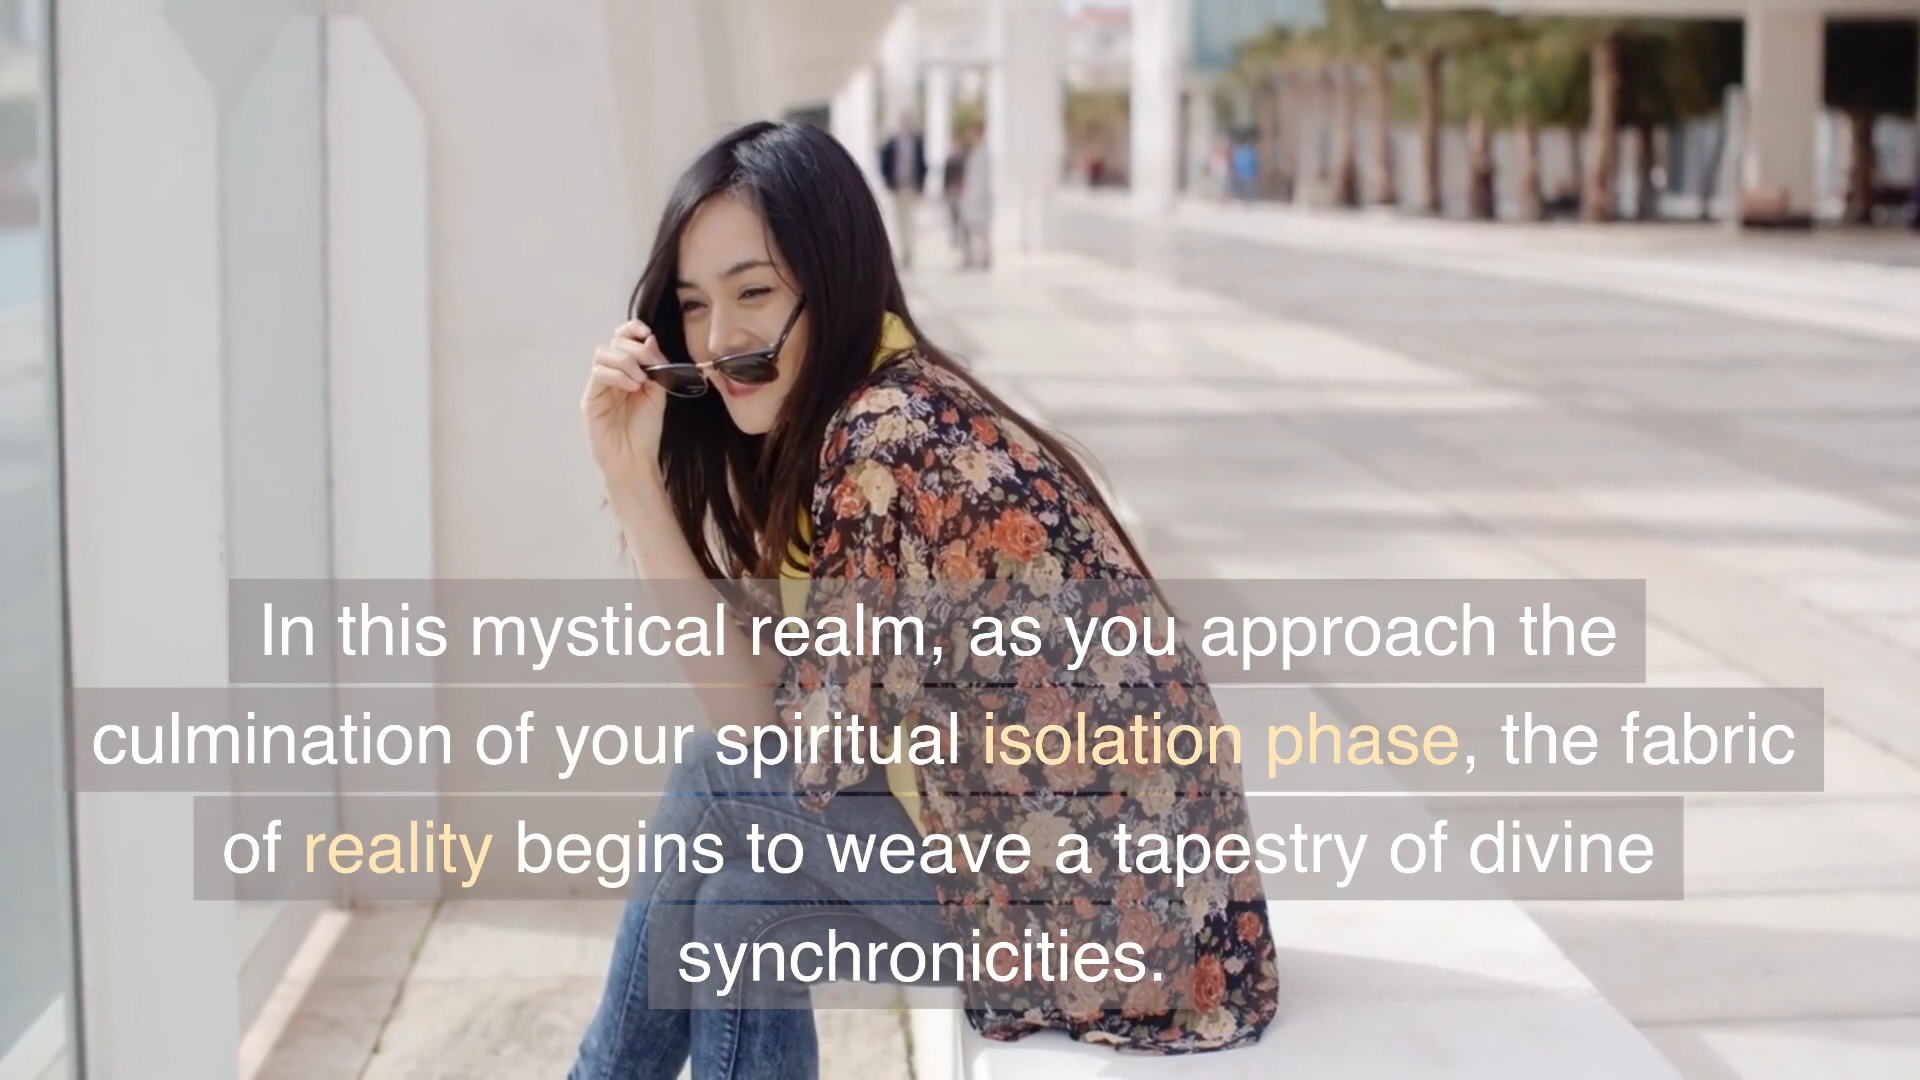 In this mystical realm, as you approach the
culmination of your spiritual isolation phase, the fabric
of reality begins to weave a tapestry of divine
synchronicities.